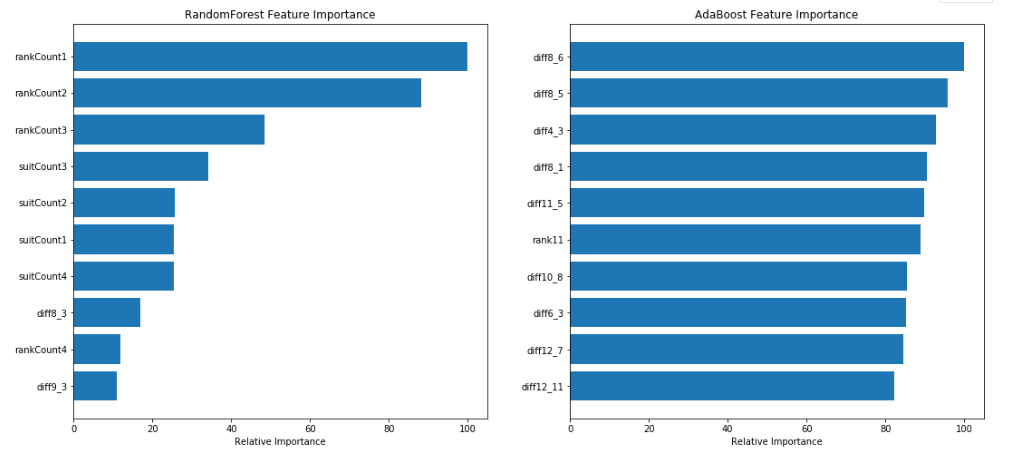 RandomForest Feature Importance
rankCount1
rankCount2
rankCount3
suitCount3
suitCount2
suitCount1
suitCount4
diff8_3
rankCount4
diff9_3
0 20 40 60 80 100
Relative Importance
AdaBoost Feature Importance
diff8_6
diff8_5
diff4_3
diff8_1
diff11_5
rank11
diff10_8
diff6_3
diff12_7
diff12_11
0 20 40 60 80 100
Relative Importance